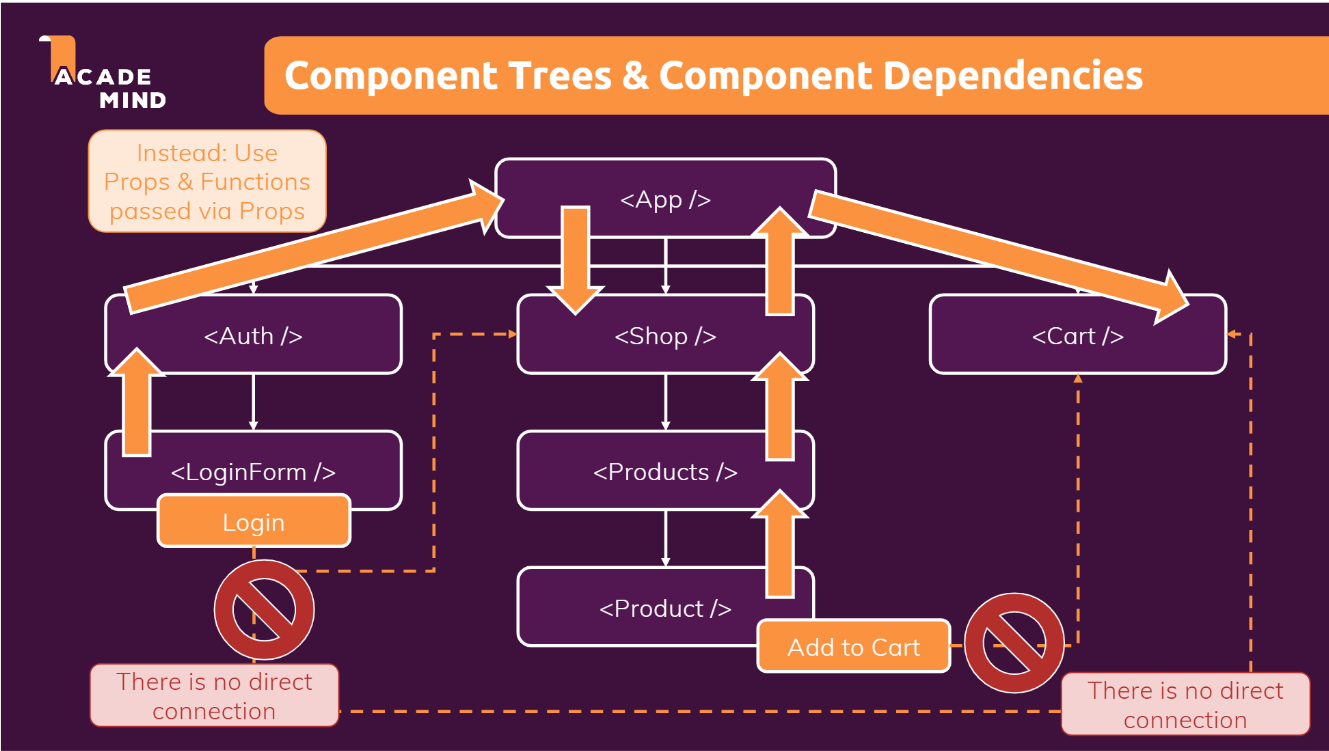 ACADE
MIND
Component Trees & Component Dependencies
Instead: Use
Props & Functions
passed via Props
<App />
<Auth />
<Shop />
<Cart />
<LoginForm />
<Products />
Login
<Product />
Add to Cart
There is no direct
connection
There is no direct
connection